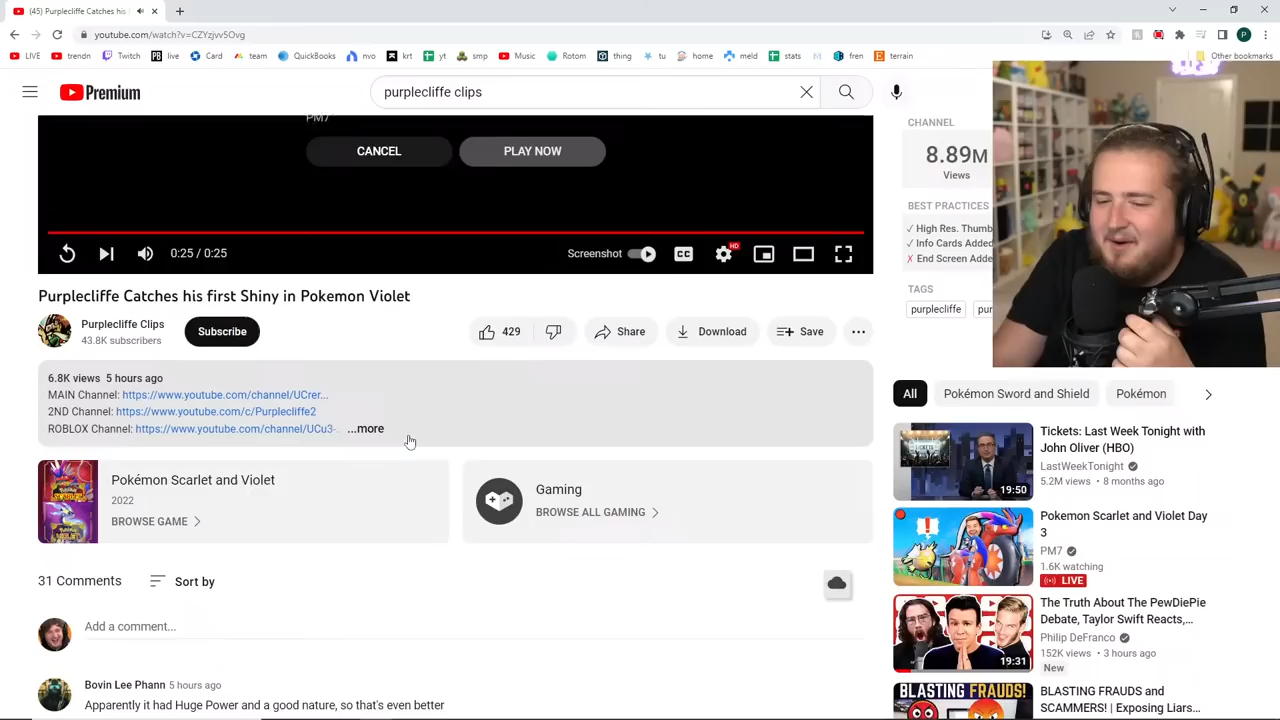 (45) Purplecliffe Catches his
youtube.com/watch?v=CZYzjvv5Ovg
LIVE trendn Twitch live Card team QuickBooks nvo krt yt smp Music Rotom thing tu home meld stats M fren terrain Other bookmarks
Premium
purplecliffe clips
PM7
CANCEL PLAY NOW
0:25 / 0:25
Screenshot
CC
HD
Purplecliffe Catches his first Shiny in Pokemon Violet
Purplecliffe Clips
43.8K subscribers
Subscribe
429
Share
Download
Save
6.8K views 5 hours ago
MAIN Channel: https://www.youtube.com/channel/UCrer...
2ND Channel: https://www.youtube.com/c/Purplecliffe2
ROBLOX Channel: https://www.youtube.com/channel/UCu3-. ...more
Pokémon Scarlet and Violet
2022
BROWSE GAME
Gaming
BROWSE ALL GAMING
31 Comments
Sort by
Add a comment...
Bovin Lee Phann 5 hours ago
Apparently it had Huge Power and a good nature, so that's even better
CHANNEL
8.89M
Views
BEST PRACTICES
✓ High Res. Thumb
✓ Info Cards Added
✗ End Screen Adde
TAGS
purplecliffe pur
All Pokémon Sword and Shield Pokémon
Tickets: Last Week Tonight with
John Oliver (HBO)
LastWeekTonight
5.2M views • 8 months ago
19:50
Pokemon Scarlet and Violet Day
3
PM7
1.6K watching
LIVE
The Truth About The PewDiePie
Debate, Taylor Swift Reacts,...
Philip DeFranco
152K views • 3 hours ago
New
19:31
BLASTING FRAUDS and
SCAMMERS! | Exposing Liars...
BLASTING FRAUDS!